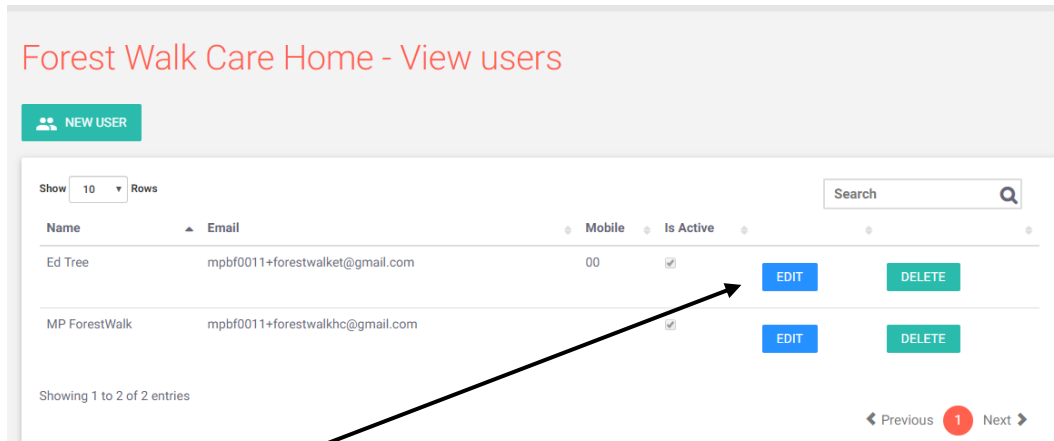 Forest Walk Care Home - View users
NEW USER
Show 10 Rows
Search
Name Email Mobile Is Active
Ed Tree mpbf0011+forestwalket@gmail.com 00 EDIT DELETE
MP ForestWalk mpbf0011+forestwalkhc@gmail.com EDIT DELETE
Showing 1 to 2 of 2 entries
Previous 1 Next